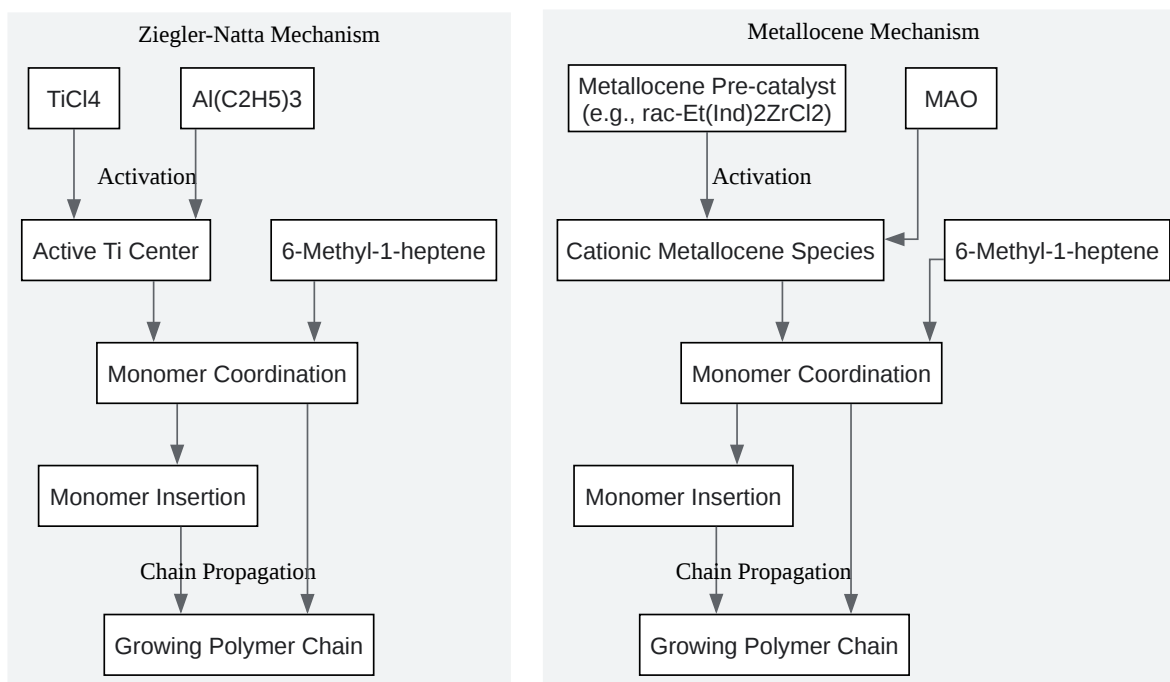 Ziegler-Natta Mechanism
TiCl4
Al(C2H5)3
Activation
Active Ti Center
6-Methyl-1-heptene
Monomer Coordination
Monomer Insertion
Chain Propagation
Growing Polymer Chain
Metallocene Mechanism
Metallocene Pre-catalyst
(e.g., rac-Et(Ind)2ZrCl2)
MAO
Activation
Cationic Metallocene Species
6-Methyl-1-heptene
Monomer Coordination
Monomer Insertion
Chain Propagation
Growing Polymer Chain